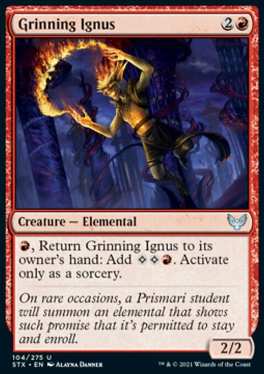 Grinning Ignus 2
Creature — Elemental
, Return Grinning Ignus to its
owner's hand: Add . Activate
only as a sorcery.
On rare occasions, a Prismari student
will summon an elemental that shows
such promise that it's permitted to stay
and enroll.
2/2
104/275 U
STX • EN ALAYNA DANNER ™ & © 2021 Wizards of the Coast